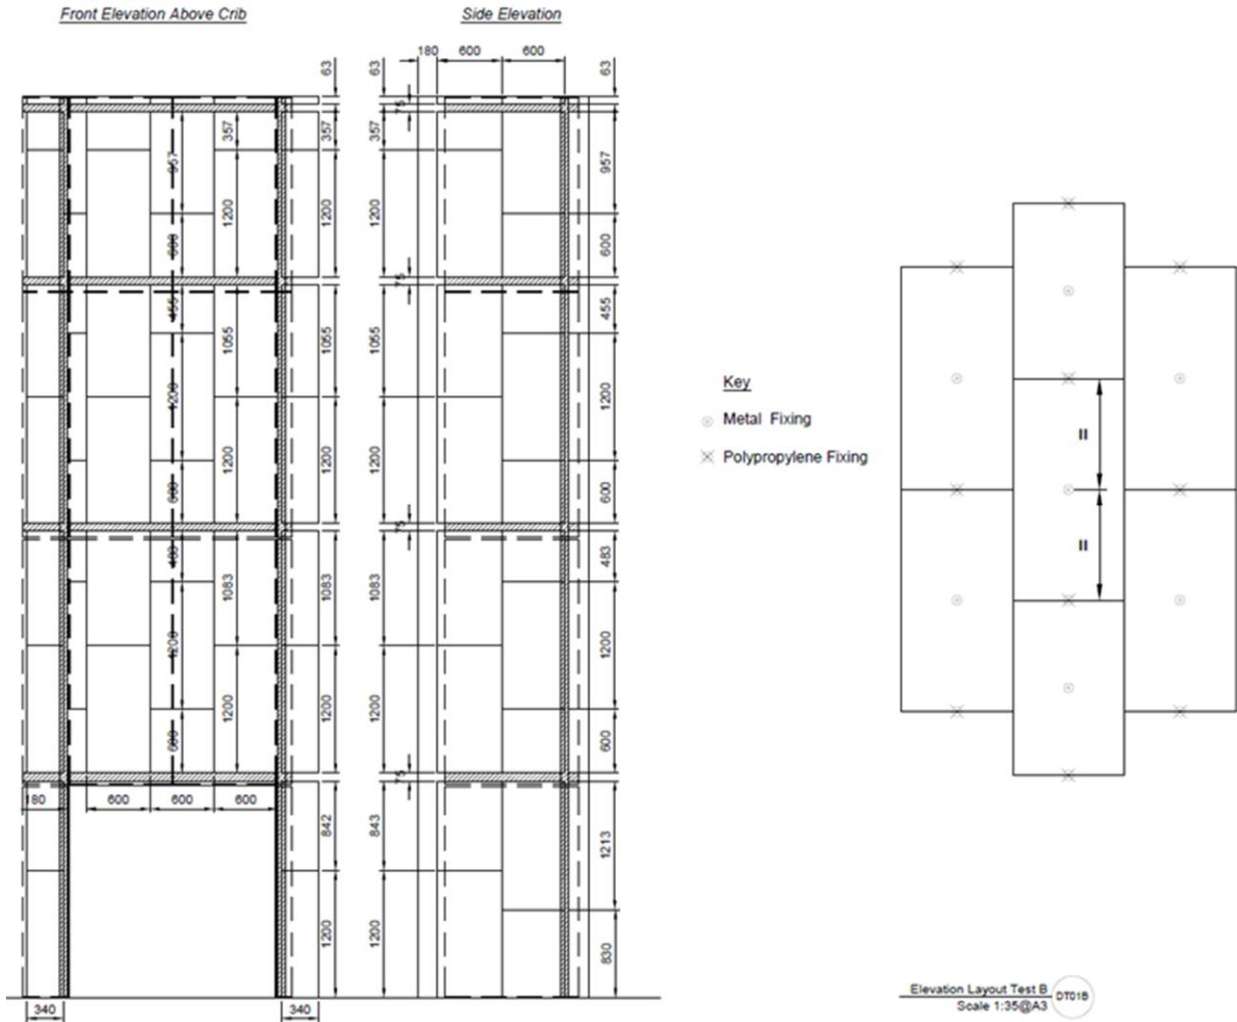 Front Elevation Above Crib
Side Elevation
180 600 600
63 63 63
75
357 357 357
957 957
1200 1200 1200
600 600
75
455 455
1055 1055 1055
1200 1200
1200 1200 1200
600 600
75
483 483
1083 1083 1083
1200 1200
1200 1200 1200
600 600
75
180 600 600 600
842 843 1213
1200 1200 830
340 340
Key
Metal Fixing
Polypropylene Fixing
=
=
Elevation Layout Test B
Scale 1:35@A3
DT01B